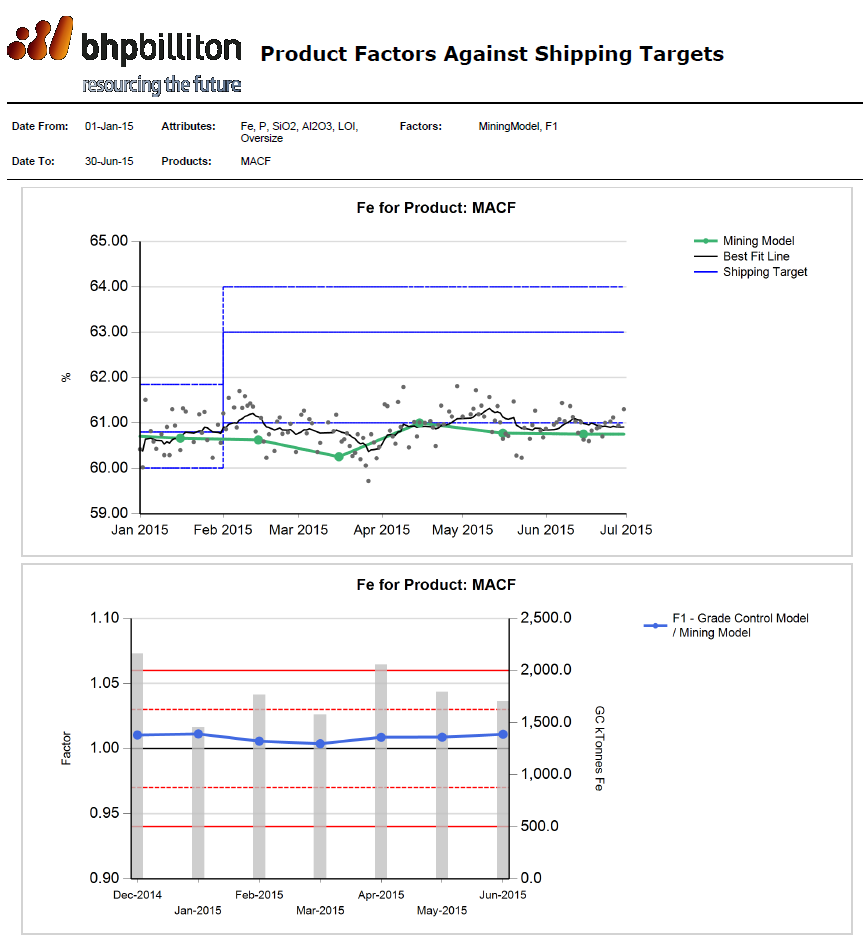 bhpbilliton
resourcing the future
Product Factors Against Shipping Targets
Date From: 01-Jan-15 Attributes: Fe, P, SiO2, Al2O3, LOI, Factors: MiningModel, F1
Oversize
Date To: 30-Jun-15 Products: MACF
Fe for Product: MACF
65.00
64.00
63.00
62.00
61.00
60.00
59.00
%
Jan 2015 Feb 2015 Mar 2015 Apr 2015 May 2015 Jun 2015 Jul 2015
Mining Model
Best Fit Line
Shipping Target
Fe for Product: MACF
1.10
1.05
1.00
0.95
0.90
Factor
2,500.0
2,000.0
1,500.0
1,000.0
500.0
0.0
GC kTonnes Fe
Dec-2014 Feb-2015 Apr-2015 Jun-2015
Jan-2015 Mar-2015 May-2015
F1 - Grade Control Model
/ Mining Model